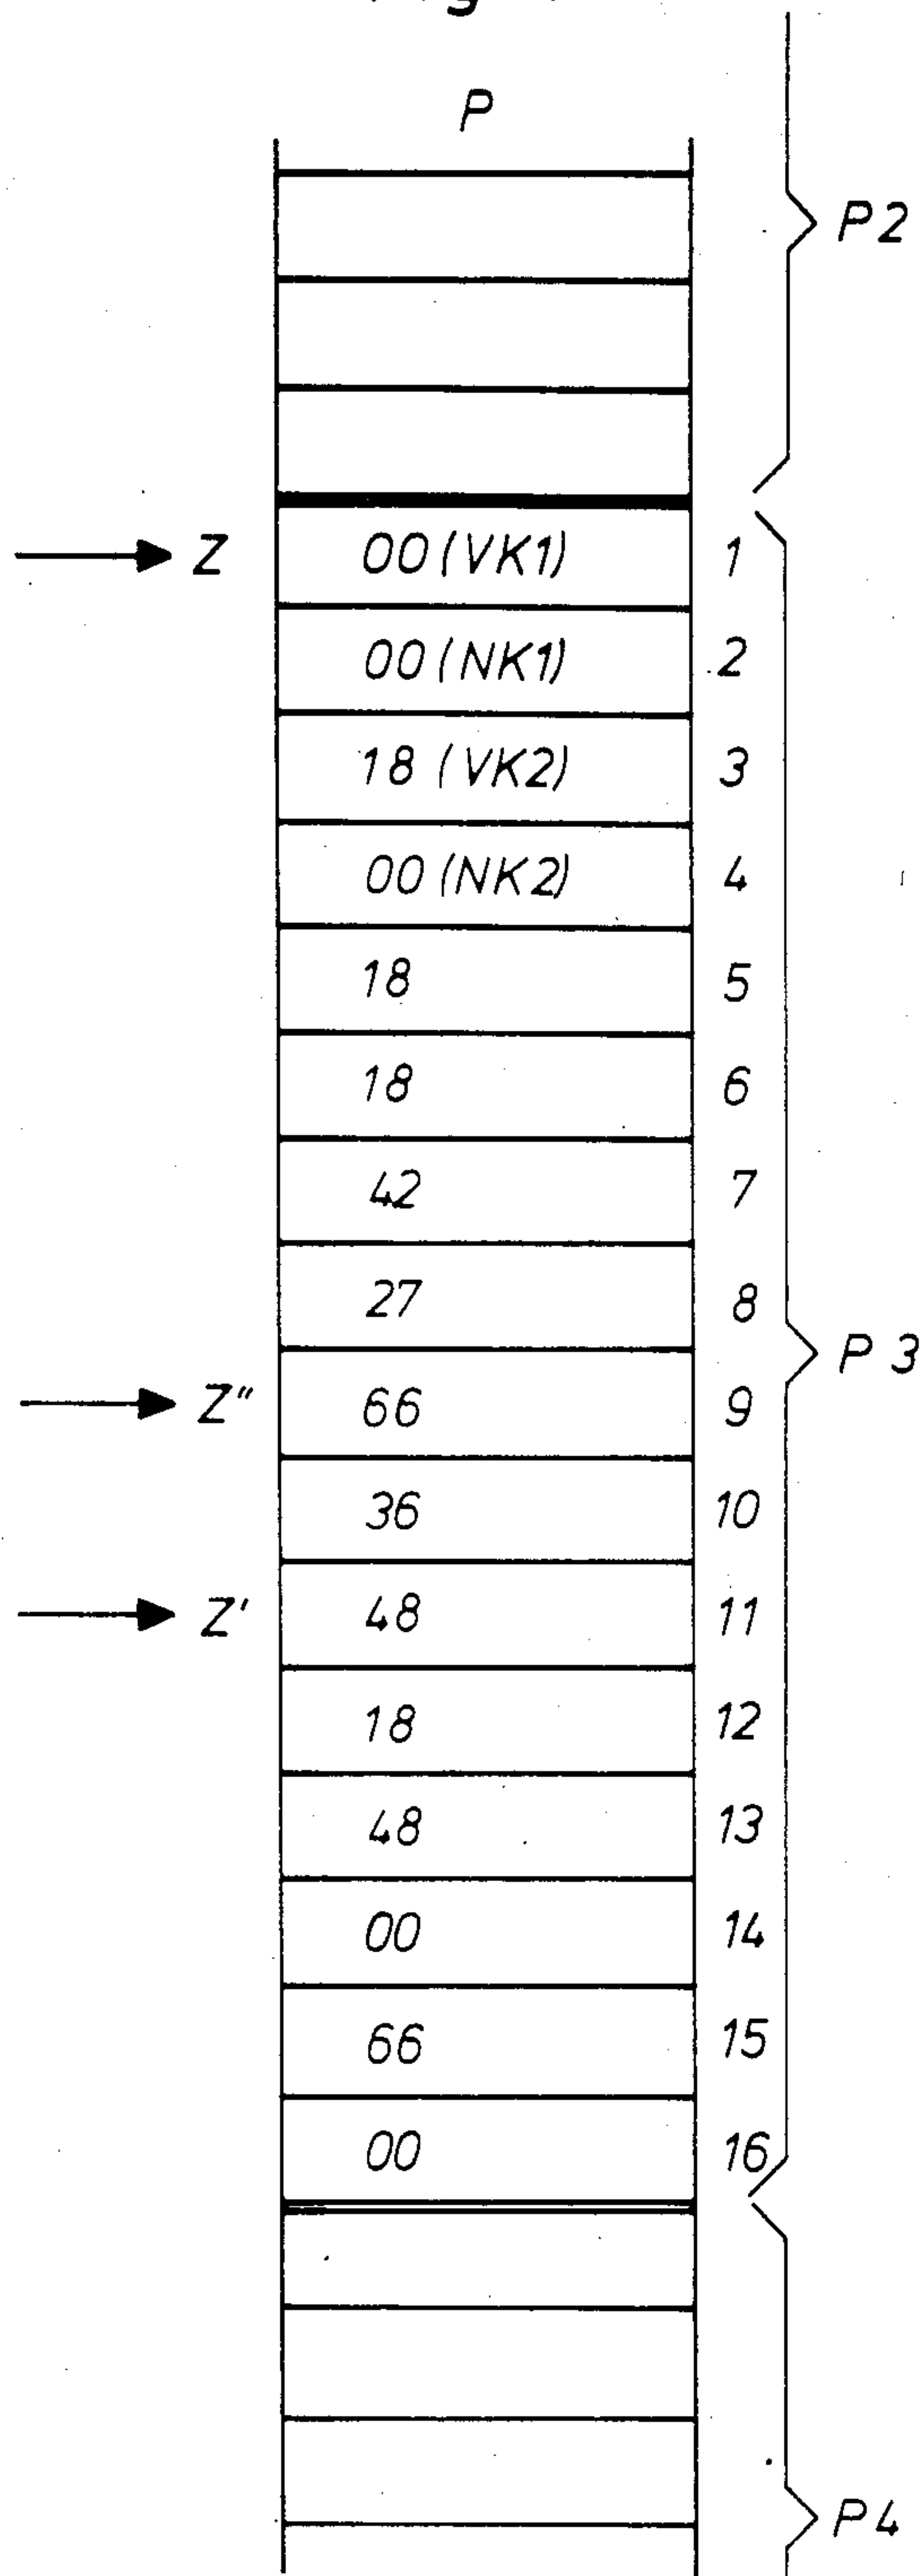 P
P2
Z 00 (VK1) 1
00 (NK1) 2
18 (VK2) 3
00 (NK2) 4
18 5
18 6
42 7
27 8
P 3
Z" 66 9
36 10
Z' 48 11
18 12
48 13
00 14
66 15
00 16
P4